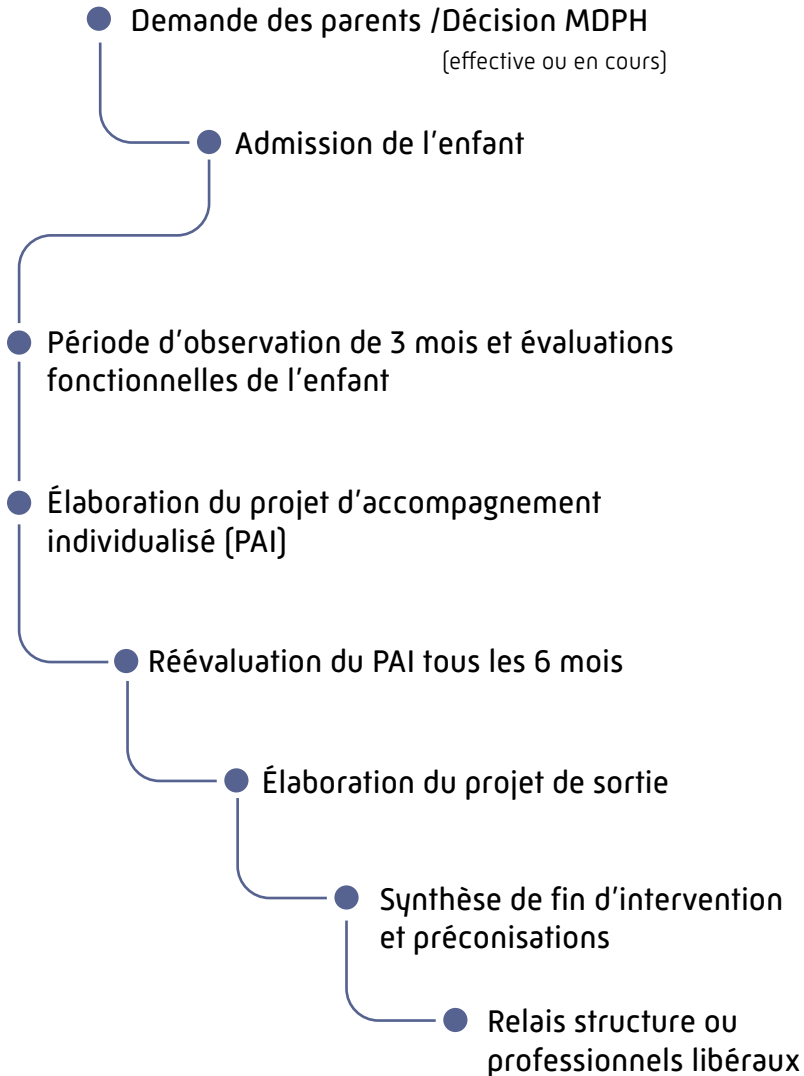 Demande des parents /Décision MDPH
(effective ou en cours)
Admission de l'enfant
Période d'observation de 3 mois et évaluations
fonctionnelles de l'enfant
Élaboration du projet d'accompagnement
individualisé (PAI)
Réévaluation du PAI tous les 6 mois
Élaboration du projet de sortie
Synthèse de fin d'intervention
et préconisations
Relais structure ou
professionnels libéraux